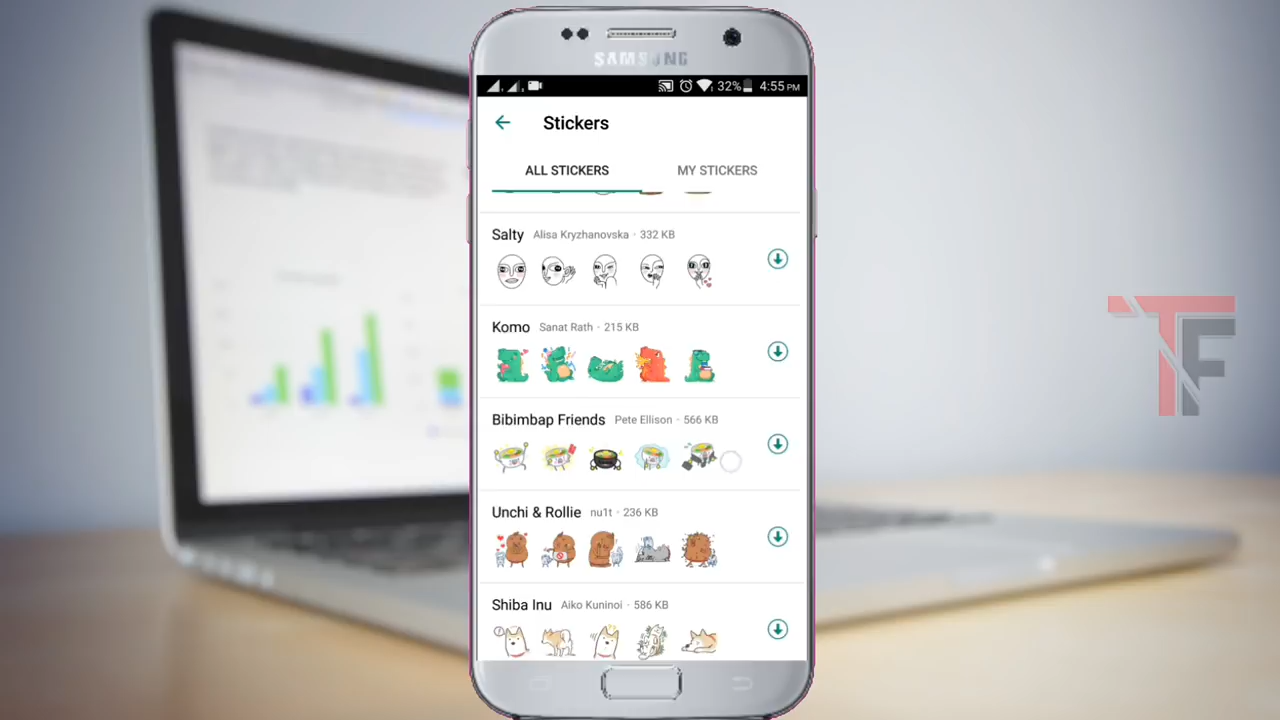 SAMSUNG
32% 4:55 PM
Stickers
ALL STICKERS MY STICKERS
Salty Alisa Kryzhanovska · 332 KB
Komo Sanat Rath · 215 KB
Bibimbap Friends Pete Ellison · 566 KB
Unchi & Rollie nu1t · 236 KB
Shiba Inu Aiko Kuninoi · 586 KB
TF